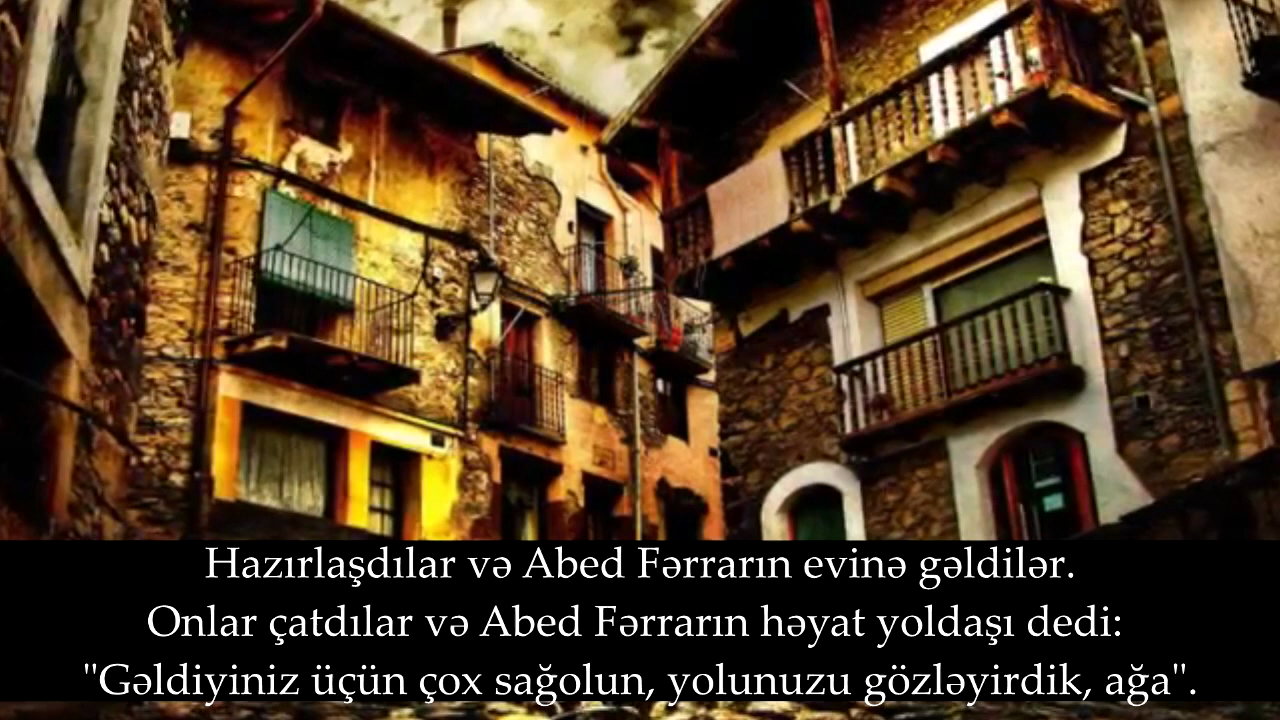 Hazırlaşdılar və Abed Fərrarın evinə gəldilər.
Onlar çatdılar və Abed Fərrarın həyat yoldaşı dedi:
"Gəldiyiniz üçün çox sağolun, yolunuzu gözləyirdik, ağa".